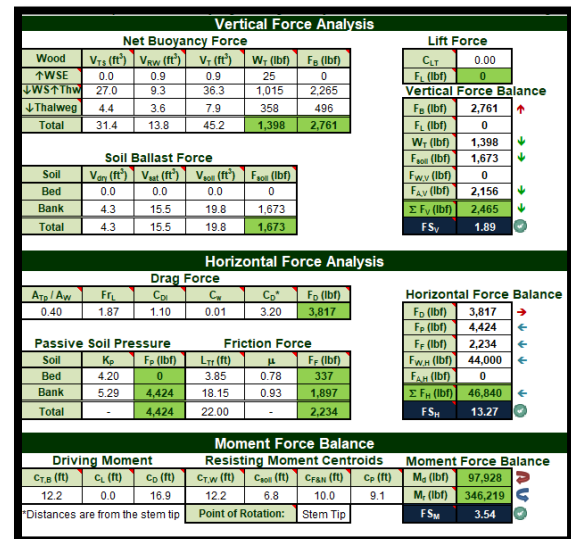 Vertical Force Analysis
Net Buoyancy Force
Wood VTS (ft³) VRW (ft³) VT (ft³) WT (lbf) FB (lbf)
↑WSE 0.0 0.9 0.9 25 0
↓WS↑Thw 27.0 9.3 36.3 1,015 2,265
↓Thalweg 4.4 3.6 7.9 358 496
Total 31.4 13.8 45.2 1,398 2,761
Lift Force
CLT 0.00
FL (lbf) 0
Vertical Force Balance
FB (lbf) 2,761 ↑
FL (lbf) 0
WT (lbf) 1,398 ↓
Fsoil (lbf) 1,673 ↓
FW,V (lbf) 0
FA,V (lbf) 2,156 ↓
Σ FV (lbf) 2,465 ↓
FSV 1.89
Soil Ballast Force
Soil Vdry (ft³) Vsat (ft³) Vsoil (ft³) Fsoil (lbf)
Bed 0.0 0.0 0.0 0
Bank 4.3 15.5 19.8 1,673
Total 4.3 15.5 19.8 1,673
Horizontal Force Analysis
Drag Force
ATp / AW FrL CDi Cw CD* FD (lbf)
0.40 1.87 1.10 0.01 3.20 3,817
Horizontal Force Balance
FD (lbf) 3,817 →
FP (lbf) 4,424 ←
FF (lbf) 2,234 ←
FW,H (lbf) 44,000 ←
FA,H (lbf) 0
Σ FH (lbf) 46,840 ←
FSH 13.27
Passive Soil Pressure
Soil KP FP (lbf)
Bed 4.20 0
Bank 5.29 4,424
Total - 4,424
Friction Force
LTf (ft) μ FF (lbf)
3.85 0.78 337
18.15 0.93 1,897
22.00 - 2,234
Moment Force Balance
Driving Moment Resisting Moment Centroids Moment Force Balance
cT,B (ft) cL (ft) cD (ft) cT,W (ft) csoil (ft) cF&N (ft) cP (ft) Md (lbf) 97,928
12.2 0.0 16.9 12.2 6.8 10.0 9.1 Mr (lbf) 346,219
*Distances are from the stem tip Point of Rotation: Stem Tip FSM 3.54